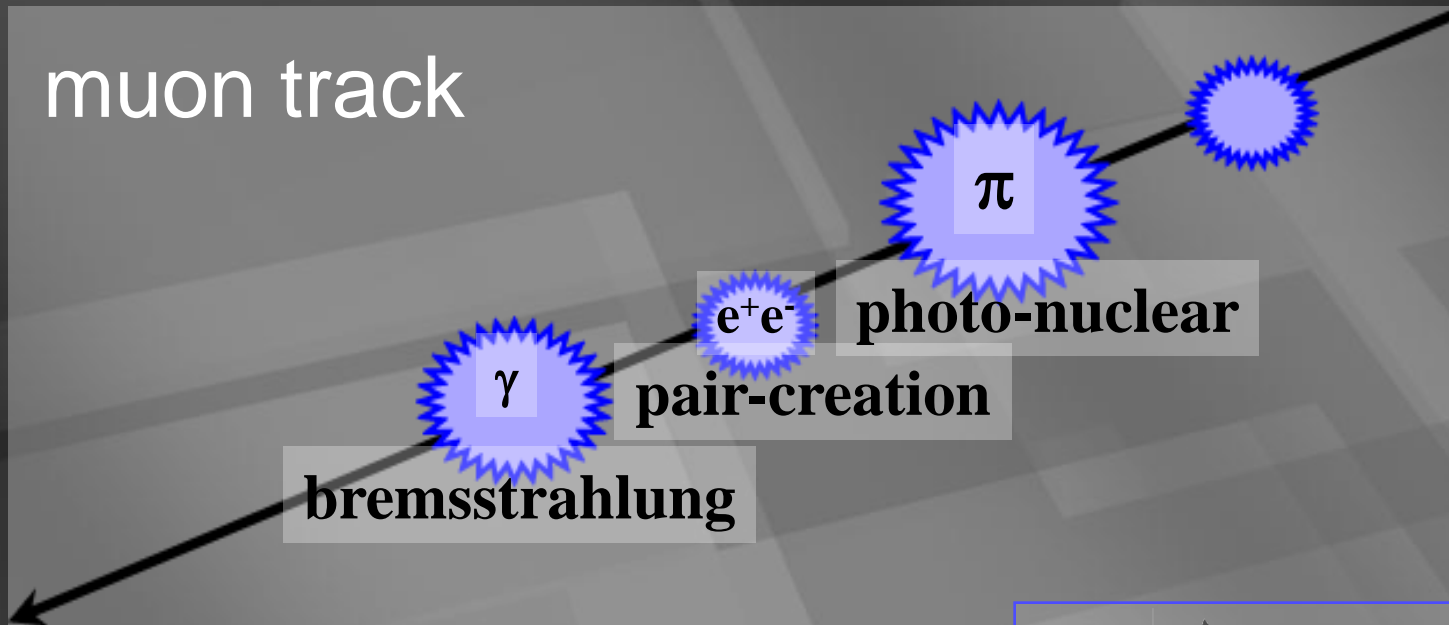 muon track
π
e⁺e⁻
photo-nuclear
γ
pair-creation
bremsstrahlung